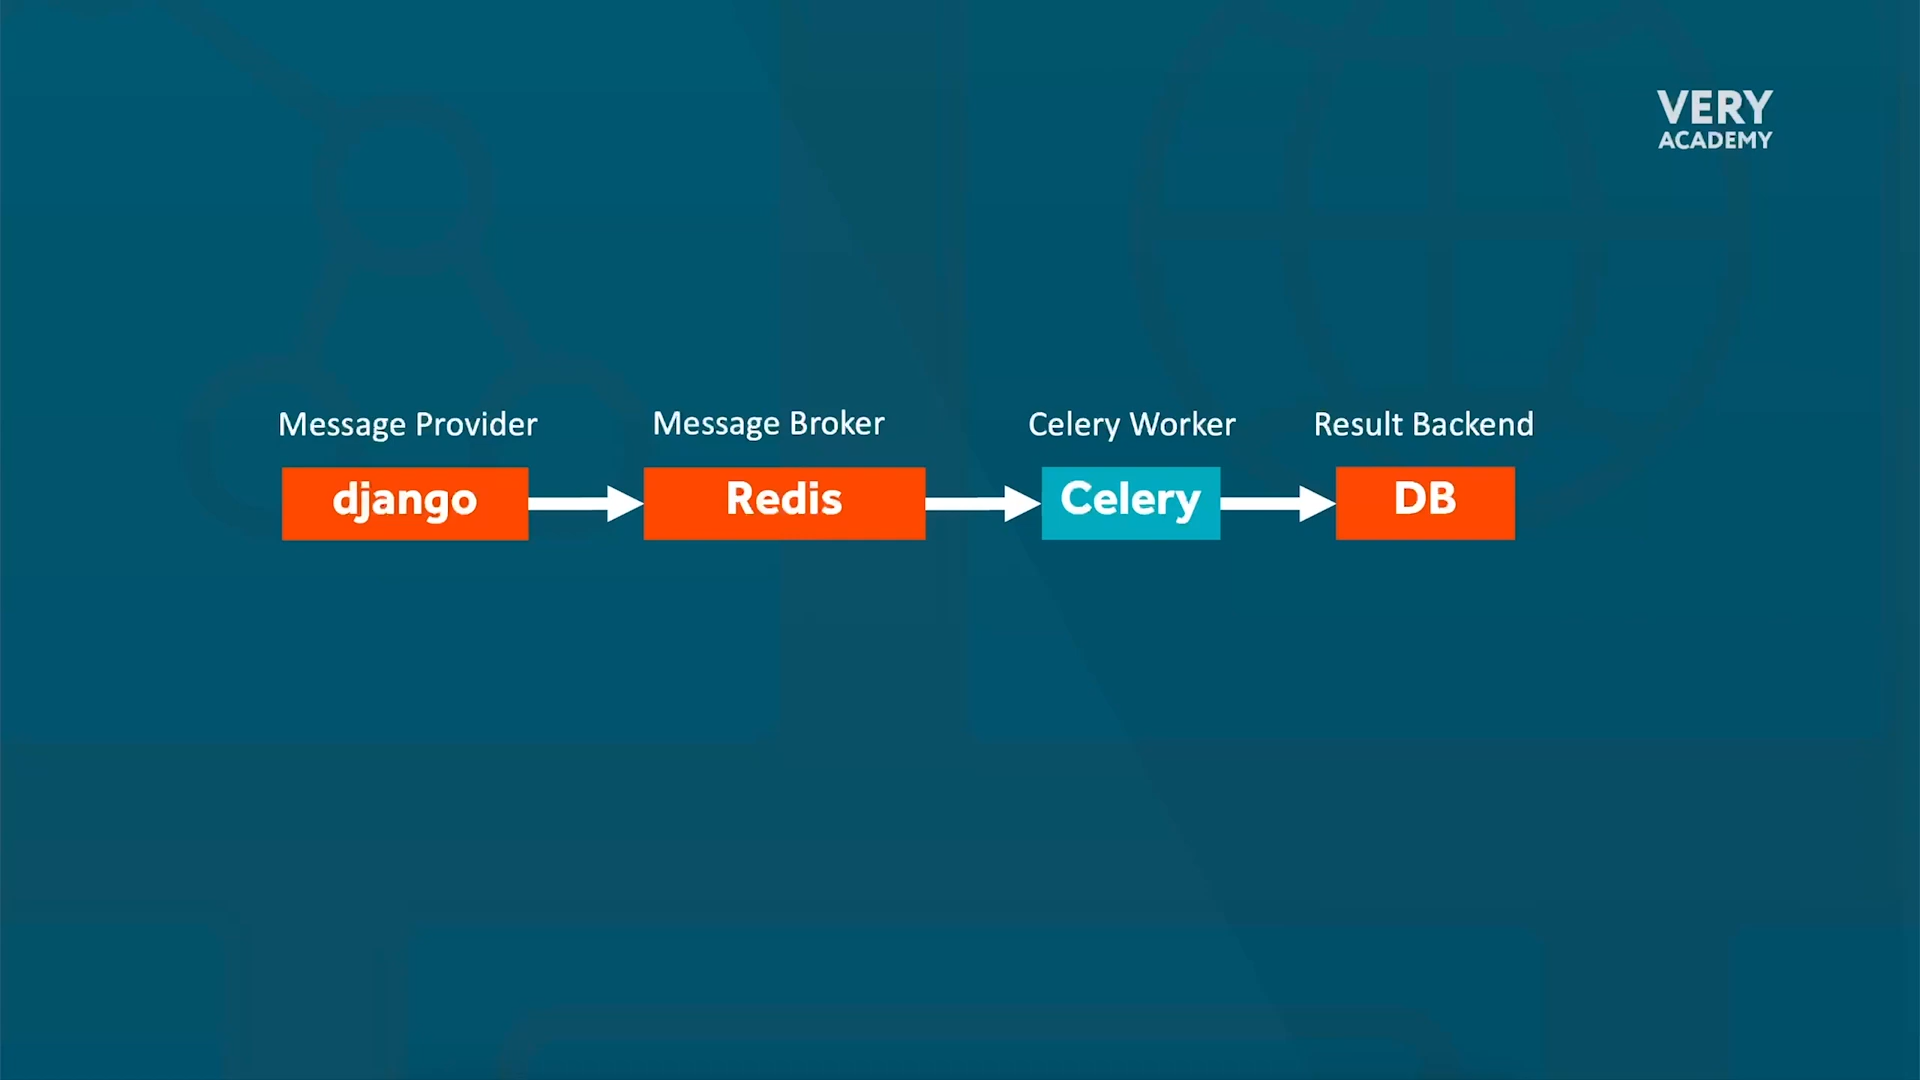 VERY
ACADEMY
Message Provider
Message Broker
Celery Worker
Result Backend
django
Redis
Celery
DB